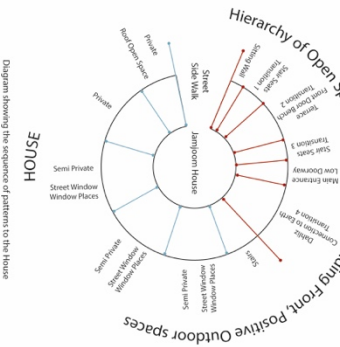 Hierarchy of Open Sp
Street
Side Walk
Sitting Wall
Stair Seats
Transition 1
Terrace
Front Door Bench
Transition 2
Stair Seats
Transition 3
Main Entrance
Low Doorway
Dahliz
Connection to Earth
Transition 4
Stairs
Street Window
Window Places
Semi Private
Street Window
Window Places
Semi Private
Semi Private
Street Window
Window Places
Private
Private
Roof Open Space
Jamjoom House
ding Front, Positive Outdoor spaces
HOUSE
Diagram showing the sequence of patterns to the House